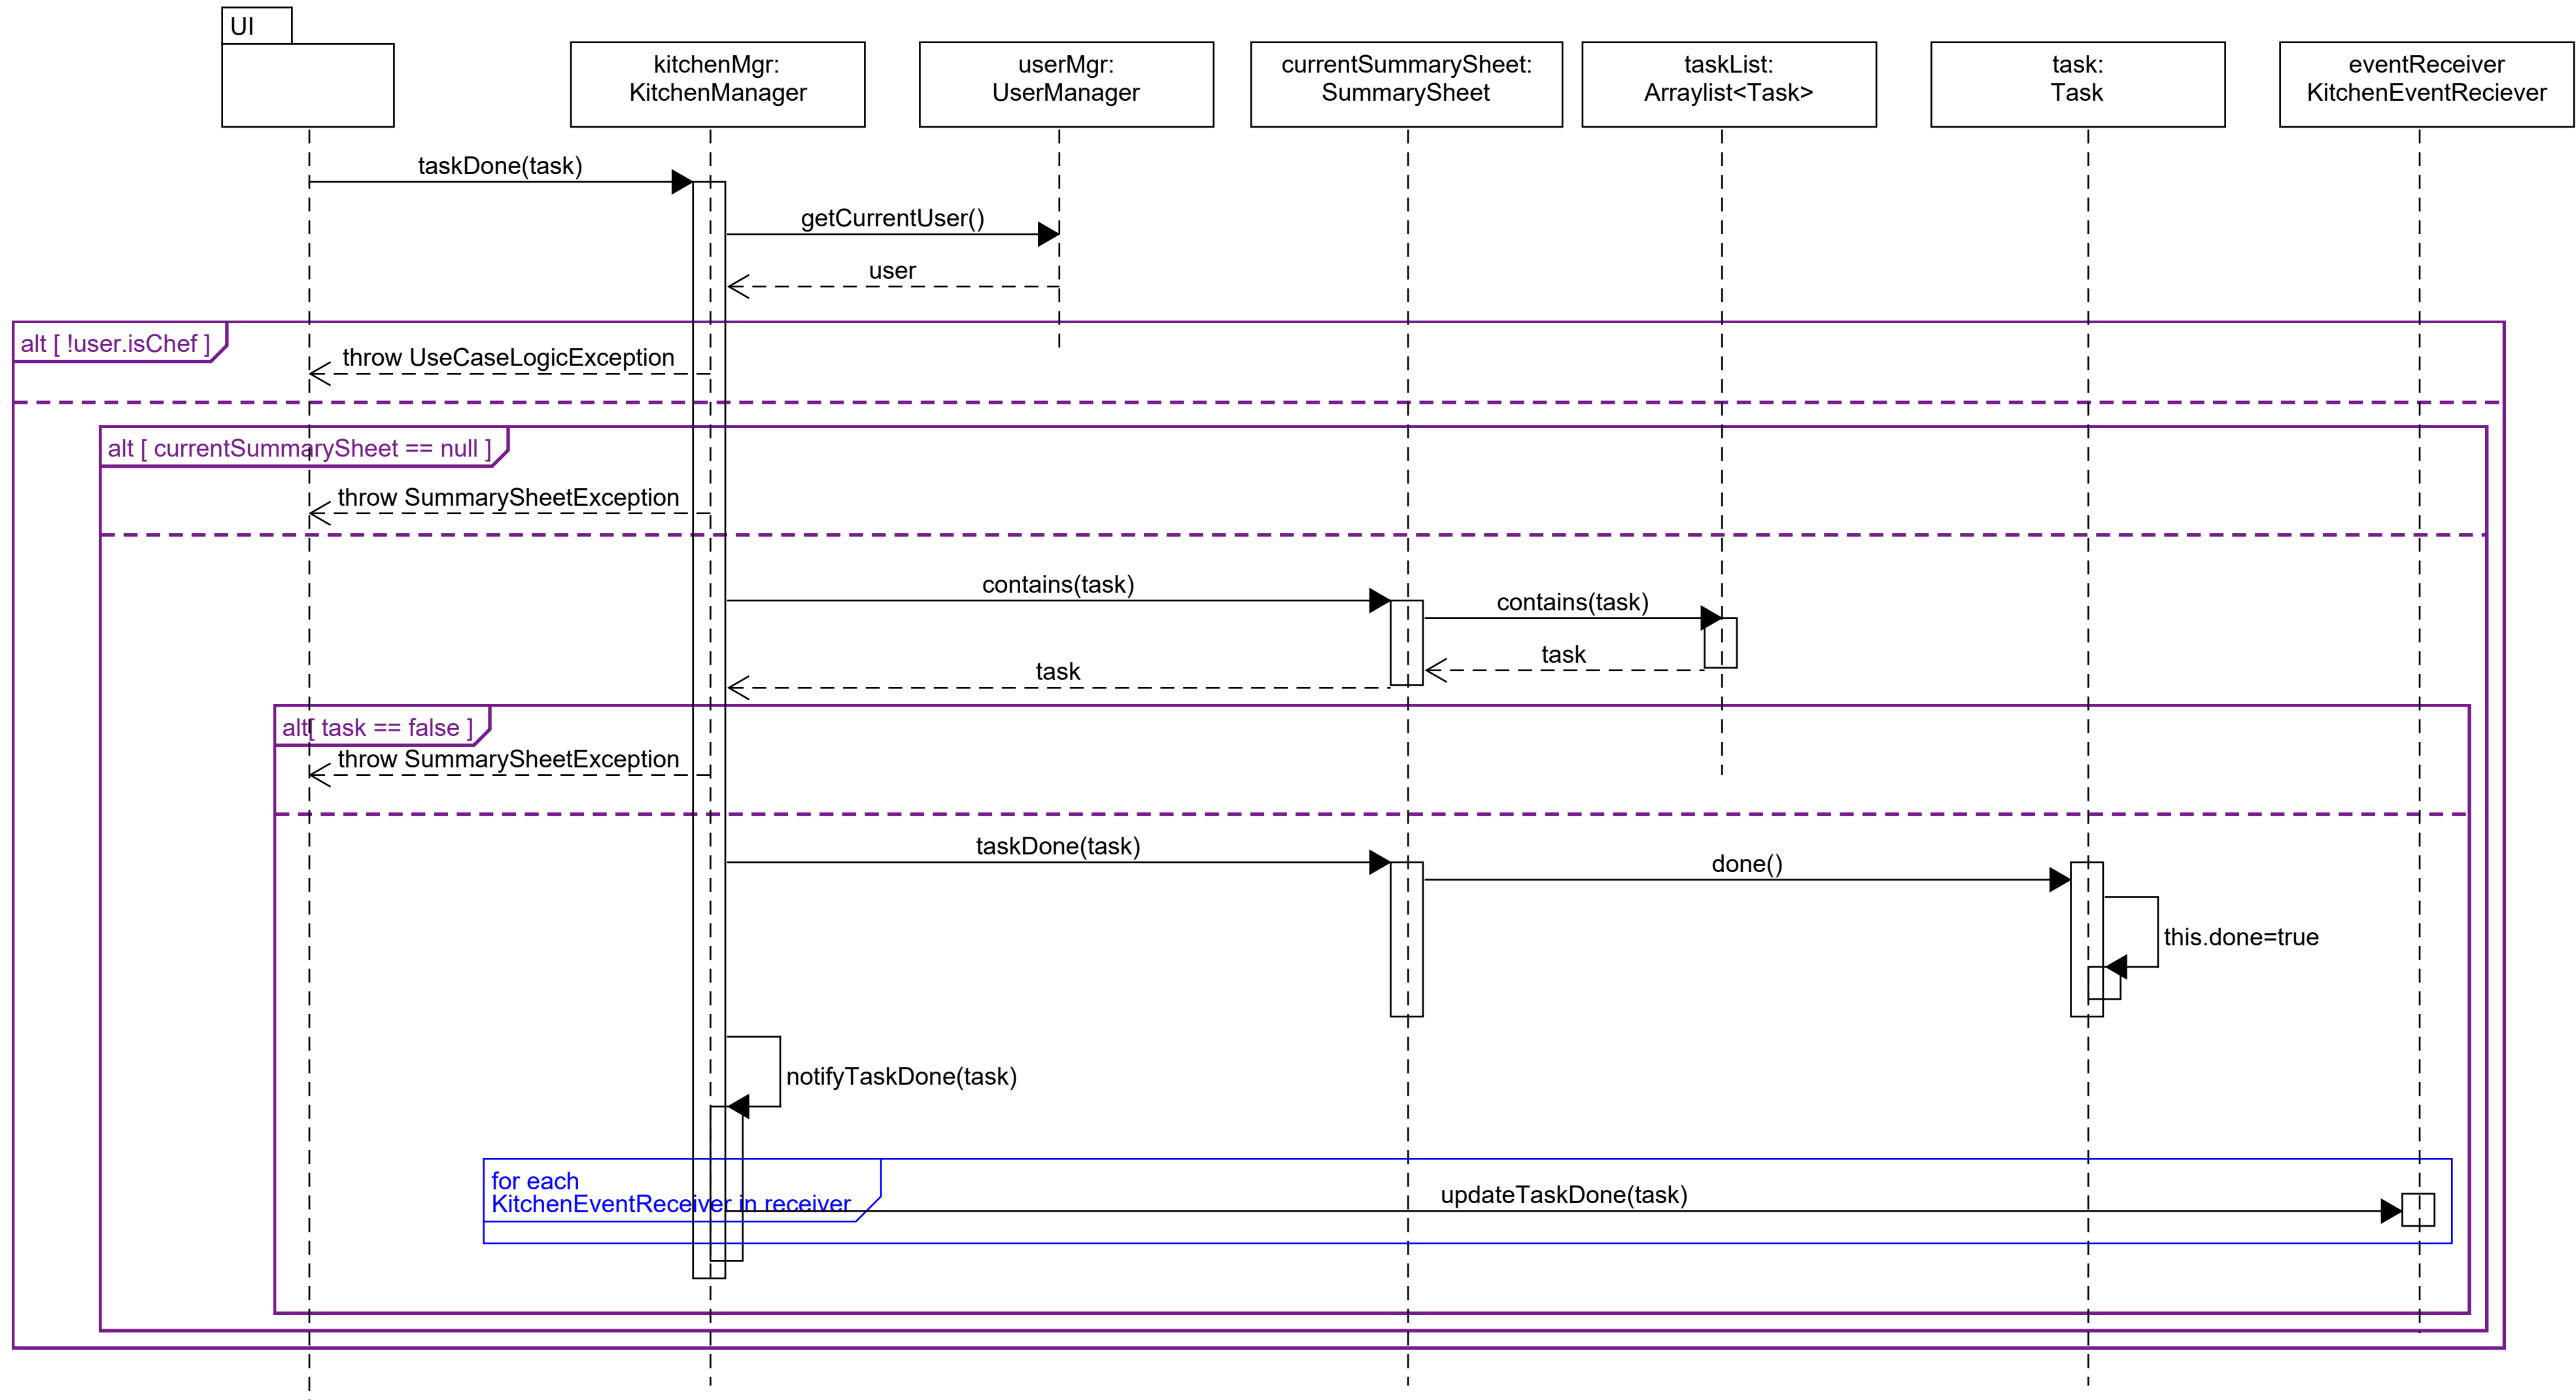 UI
kitchenMgr:
KitchenManager
userMgr:
UserManager
currentSummarySheet:
SummarySheet
taskList:
Arraylist<Task>
task:
Task
eventReceiver
KitchenEventReciever
taskDone(task)
getCurrentUser()
user
alt [ !user.isChef ]
throw UseCaseLogicException
alt [ currentSummarySheet == null ]
throw SummarySheetException
contains(task)
contains(task)
task
task
alt[ task == false ]
throw SummarySheetException
taskDone(task)
done()
this.done=true
notifyTaskDone(task)
for each
KitchenEventReceiver in receiver
updateTaskDone(task)